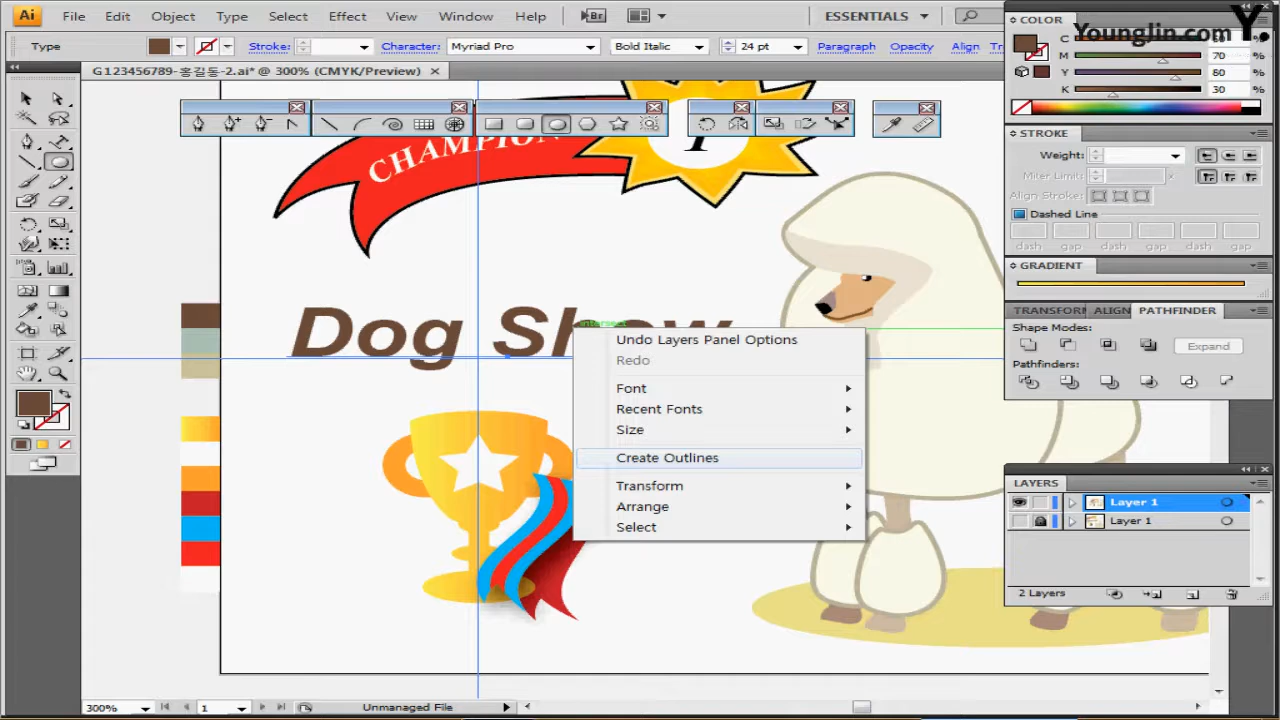 Ai File Edit Object Type Select Effect View Window Help Br ESSENTIALS
Younglin.com Y.
Type Stroke: Character: Myriad Pro Bold Italic 24 pt Paragraph Opacity Align
G123456789-홍길동-2.ai* @ 300% (CMYK/Preview)
COLOR
C %
M 70 %
Y 80 %
K 30 %
STROKE
Weight:
Miter Limit: x
Align Stroke:
Dashed Line
dash gap dash gap dash gap
GRADIENT
TRANSFORM ALIGN PATHFINDER
Shape Modes:
Expand
Pathfinders:
CHAMPION
1
Dog Show
intersect
Undo Layers Panel Options
Redo
Font
Recent Fonts
Size
Create Outlines
Transform
Arrange
Select
LAYERS
Layer 1
Layer 1
2 Layers
300% 1 Unmanaged File